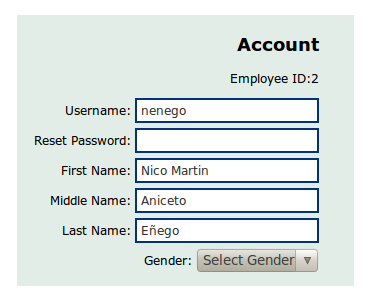 Account
Employee ID:2
Username: nenego
Reset Password:
First Name: Nico Martin
Middle Name: Aniceto
Last Name: Eñego
Gender: Select Gender